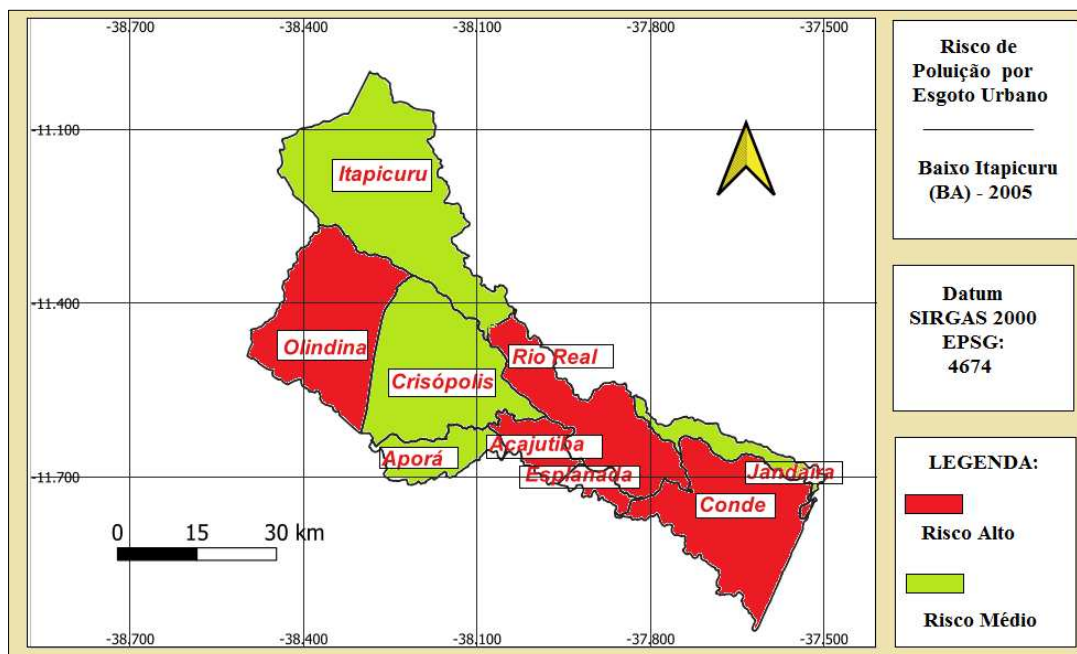 -38.700 -38.400 -38.100 -37.800 -37.500
-11.100
-11.400
-11.700
Itapicuru
Olindina
Rio Real
Crisópolis
Acajutiba
Aporá
Esplanada
Jandaíra
Conde
0 15 30 km
-38.700 -38.400 -38.100 -37.800 -37.500
Risco de
Poluição por
Esgoto Urbano
Baixo Itapicuru
(BA) - 2005
Datum
SIRGAS 2000
EPSG:
4674
LEGENDA:
Risco Alto
Risco Médio